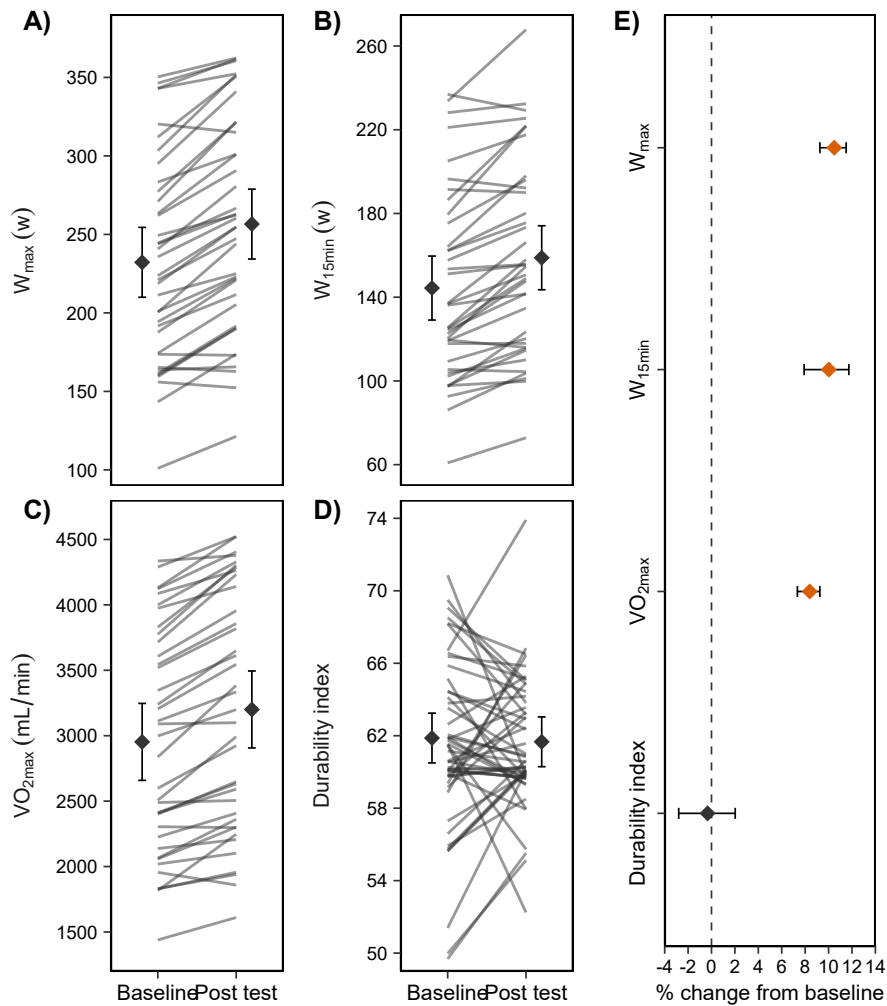 A)
W_max (w)
350
300
250
200
150
100
B)
W_15min (w)
260
220
180
140
100
60
C)
VO_2max (mL/min)
4500
4000
3500
3000
2500
2000
1500
Baseline
Post test
D)
Durability index
74
70
66
62
58
54
50
Baseline
Post test
E)
W_max
W_15min
VO_2max
Durability index
-4 -2 0 2 4 6 8 10 12 14
% change from baseline